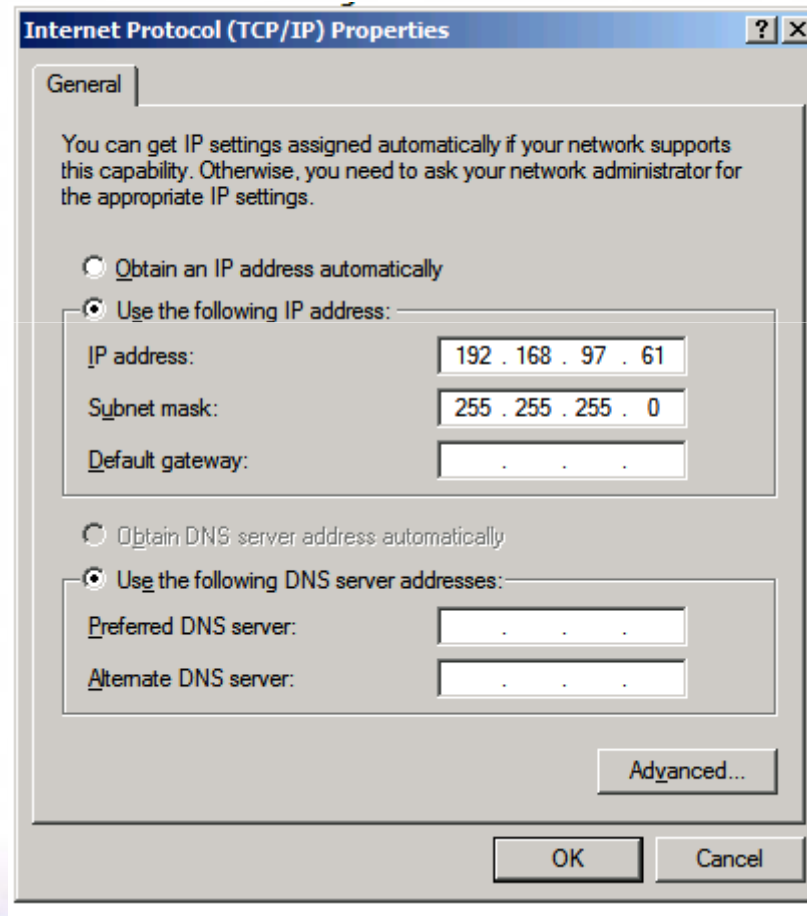 Internet Protocol (TCP/IP) Properties
General
You can get IP settings assigned automatically if your network supports
this capability. Otherwise, you need to ask your network administrator for
the appropriate IP settings.
Obtain an IP address automatically
Use the following IP address:
IP address: 192 . 168 . 97 . 61
Subnet mask: 255 . 255 . 255 . 0
Default gateway: . . .
Obtain DNS server address automatically
Use the following DNS server addresses:
Preferred DNS server: . . .
Alternate DNS server: . . .
Advanced...
OK Cancel